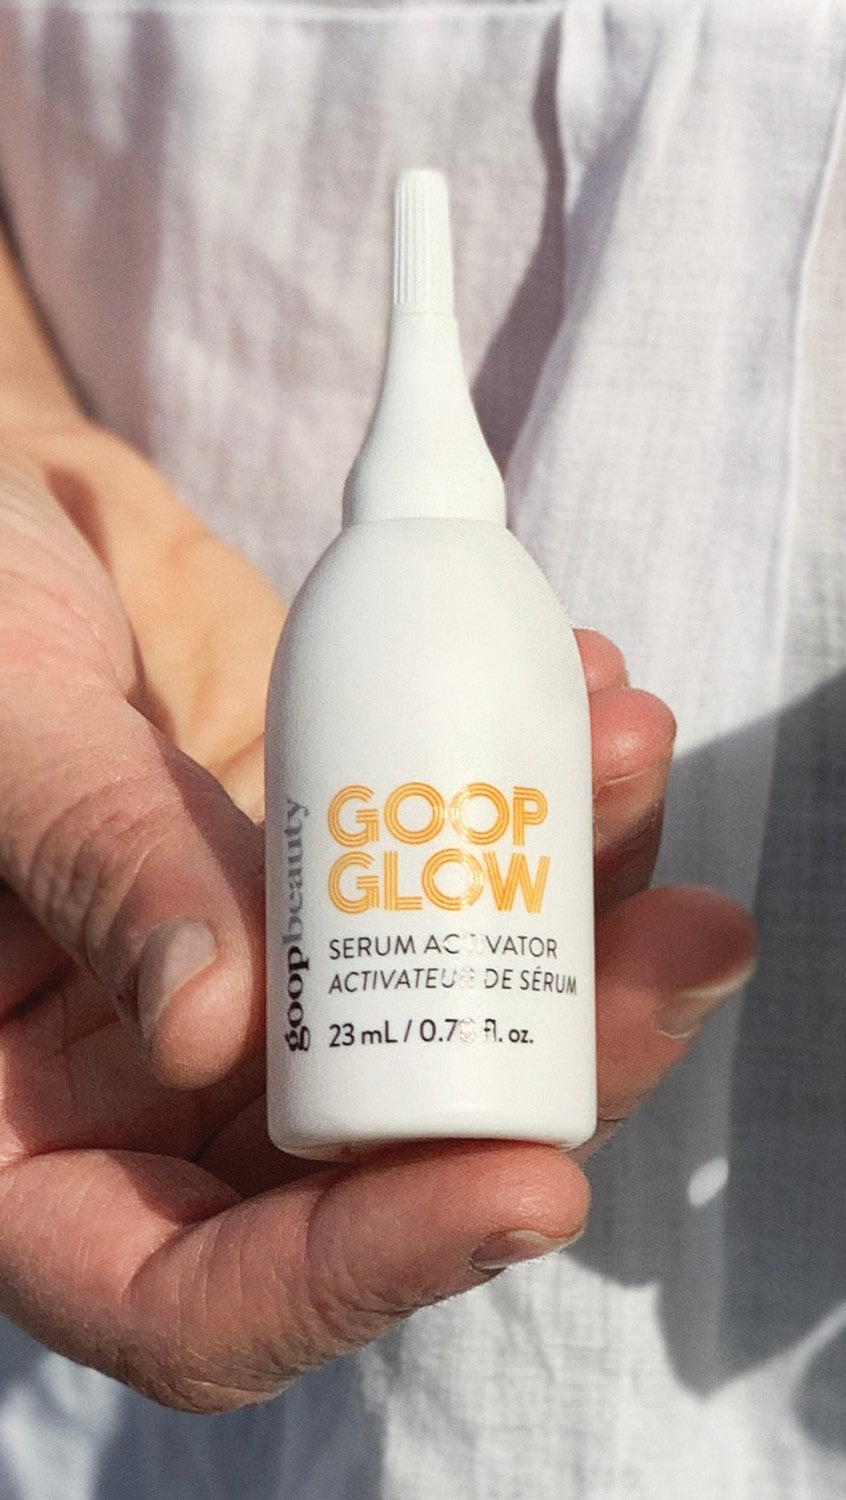 goopbeauty
GOOP
GLOW
SERUM ACTIVATOR
ACTIVATEUR DE SÉRUM
23 mL / fl. oz.